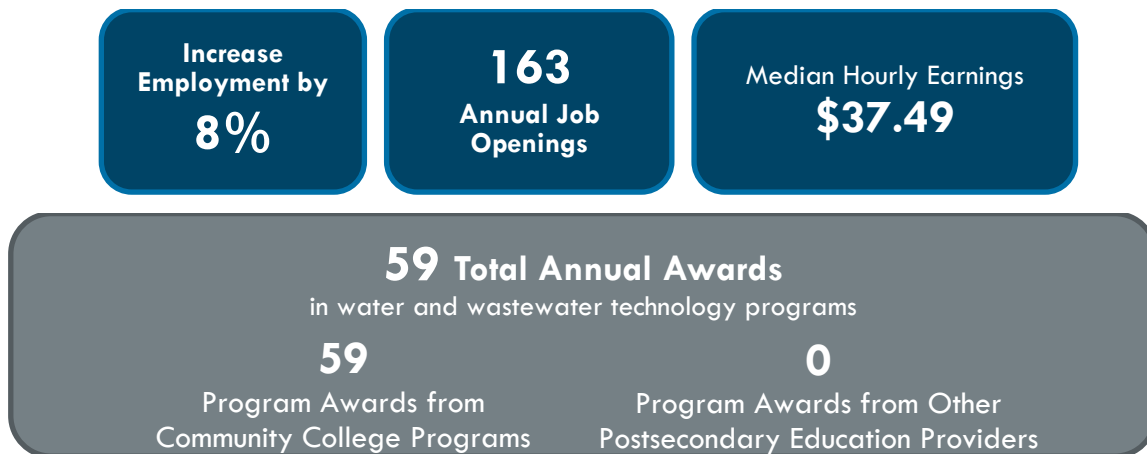 Increase
Employment by
8%
163
Annual Job
Openings
Median Hourly Earnings
$37.49
59 Total Annual Awards
in water and wastewater technology programs
59
Program Awards from
Community College Programs
0
Program Awards from Other
Postsecondary Education Providers